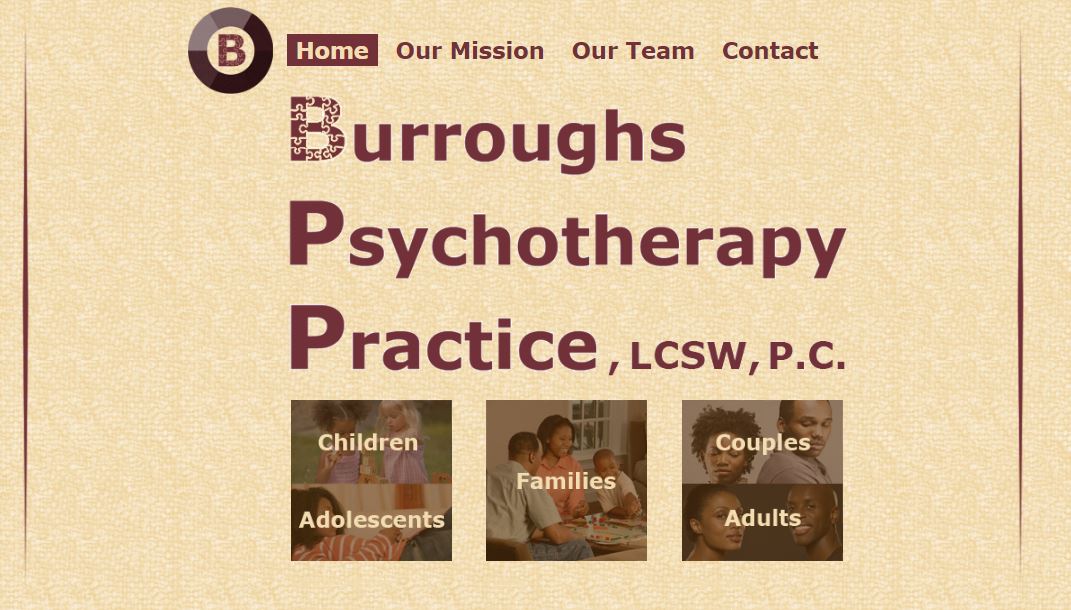 B Home Our Mission Our Team Contact
Burroughs
Psychotherapy
Practice , LCSW, P.C.
Children
Adolescents
Families
Couples
Adults